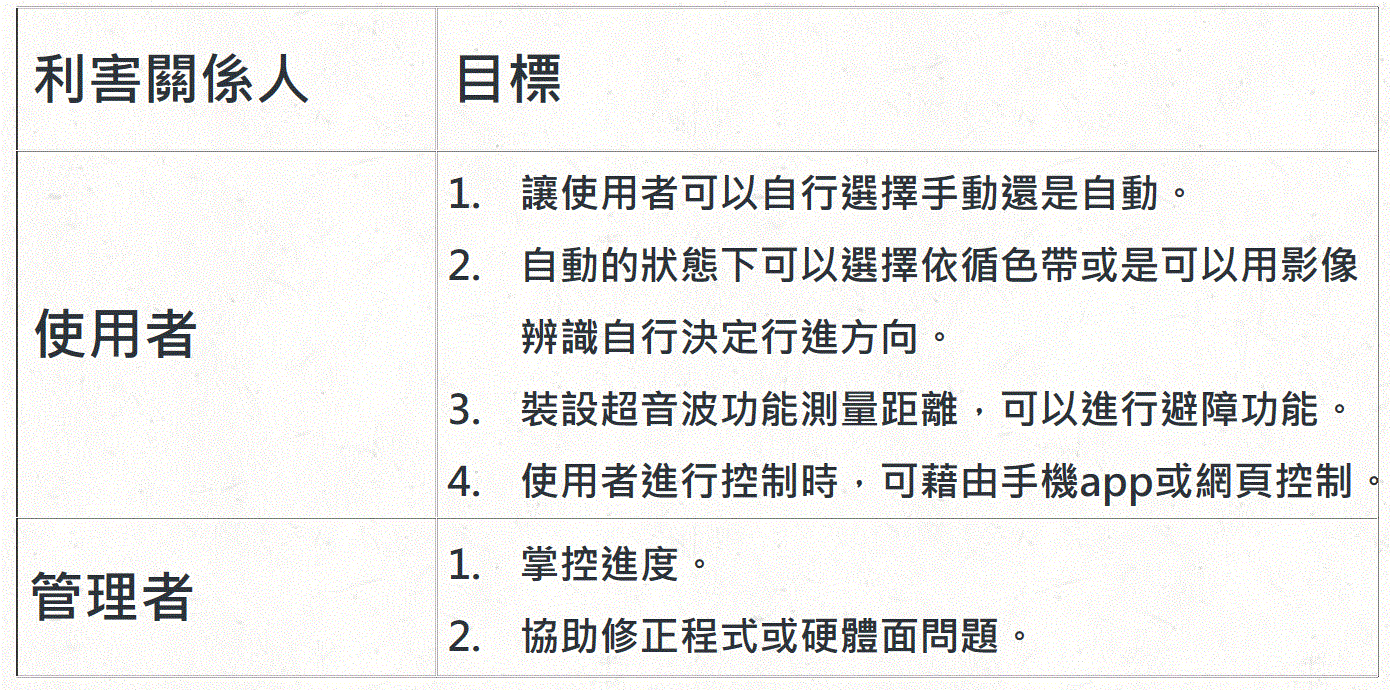 利害關係人
目標
使用者
1. 讓使用者可以自行選擇手動還是自動。
2. 自動的狀態下可以選擇依循色帶或是可以用影像
辨識自行決定行進方向。
3. 裝設超音波功能測量距離，可以進行避障功能。
4. 使用者進行控制時，可藉由手機app或網頁控制。
管理者
1. 掌控進度。
2. 協助修正程式或硬體面問題。